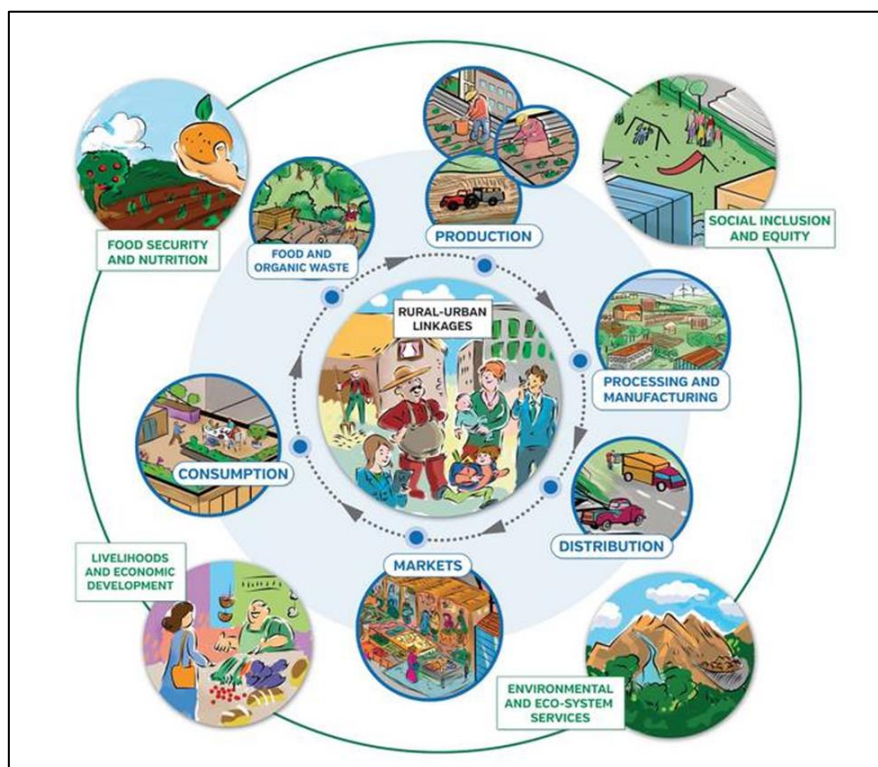 FOOD SECURITY
AND NUTRITION
FOOD AND
ORGANIC WASTE
PRODUCTION
SOCIAL INCLUSION
AND EQUITY
RURAL-URBAN
LINKAGES
PROCESSING AND
MANUFACTURING
CONSUMPTION
DISTRIBUTION
MARKETS
LIVELIHOODS
AND ECONOMIC
DEVELOPMENT
ENVIRONMENTAL
AND ECO-SYSTEM
SERVICES